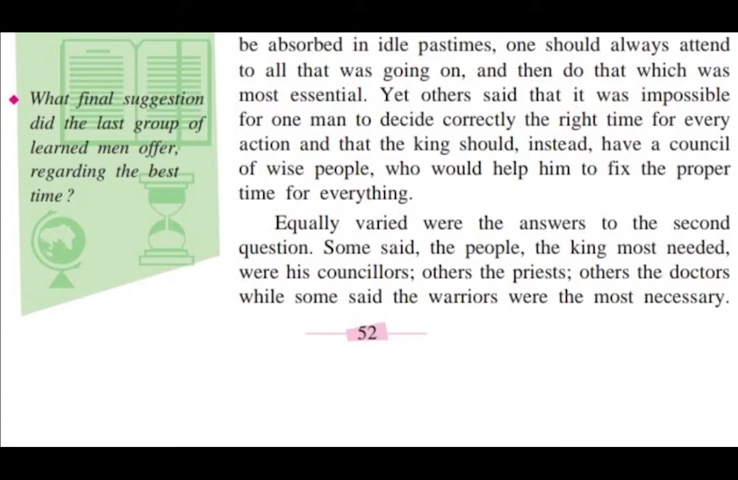 be absorbed in idle pastimes, one should always attend
to all that was going on, and then do that which was
most essential. Yet others said that it was impossible
for one man to decide correctly the right time for every
action and that the king should, instead, have a council
of wise people, who would help him to fix the proper
time for everything.
Equally varied were the answers to the second
question. Some said, the people, the king most needed,
were his councillors; others the priests; others the doctors
while some said the warriors were the most necessary.
◆ What final suggestion
did the last group of
learned men offer,
regarding the best
time ?
52